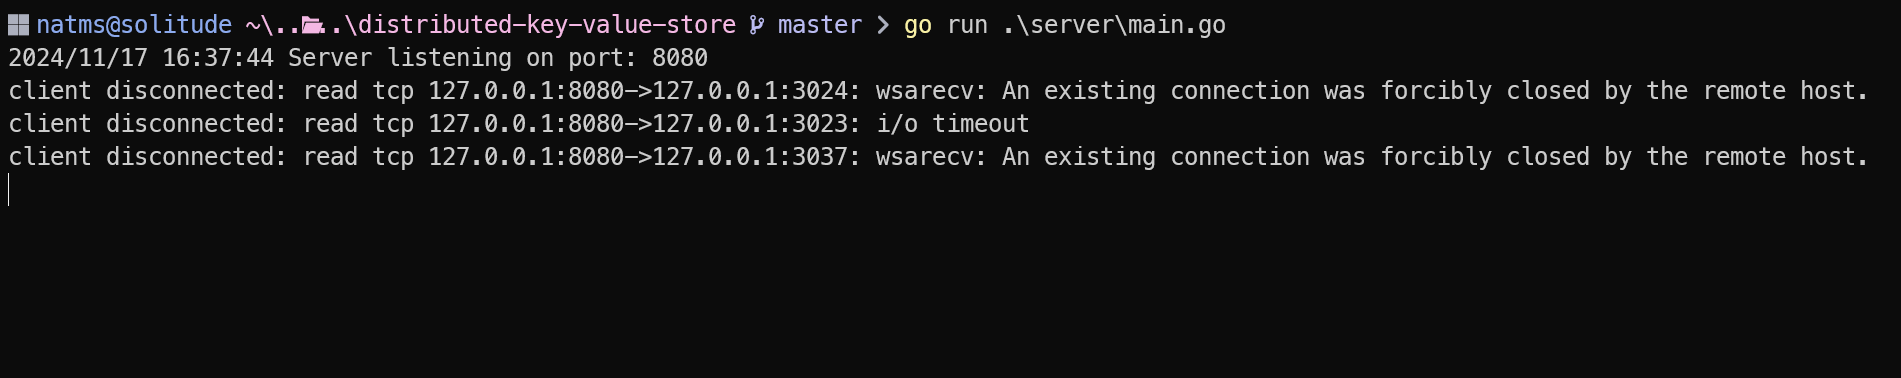 natms@solitude ~\....\distributed-key-value-store master > go run .\server\main.go
2024/11/17 16:37:44 Server listening on port: 8080
client disconnected: read tcp 127.0.0.1:8080->127.0.0.1:3024: wsarecv: An existing connection was forcibly closed by the remote host.
client disconnected: read tcp 127.0.0.1:8080->127.0.0.1:3023: i/o timeout
client disconnected: read tcp 127.0.0.1:8080->127.0.0.1:3037: wsarecv: An existing connection was forcibly closed by the remote host.